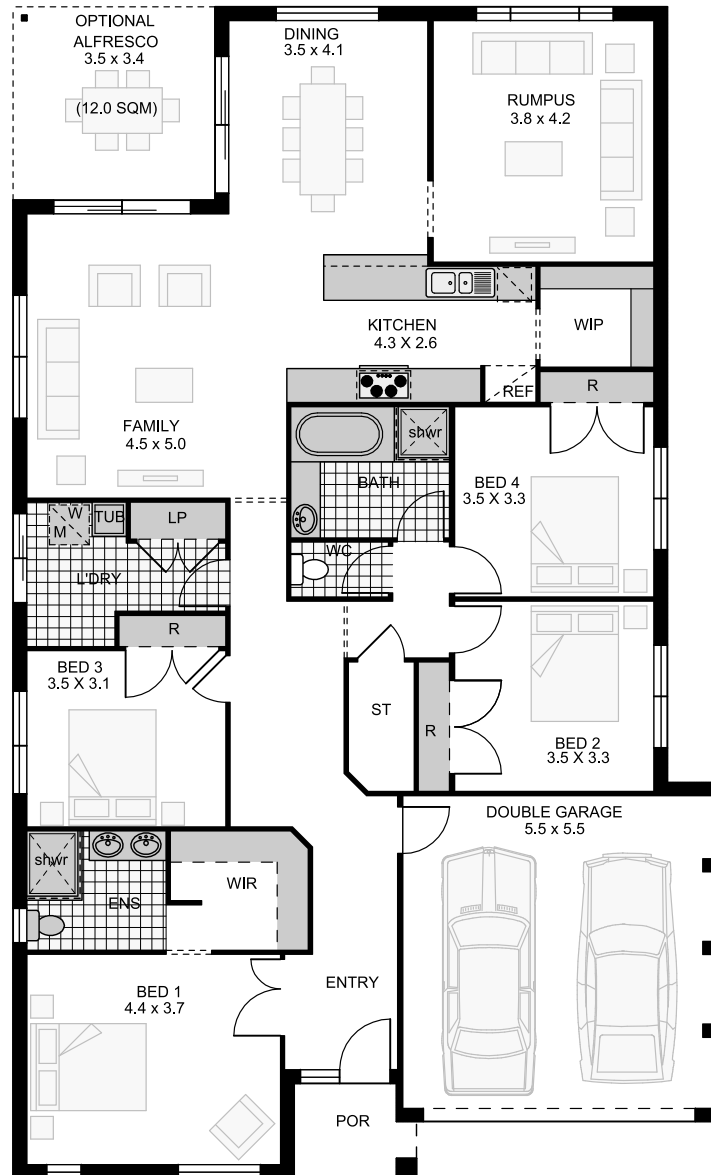 OPTIONAL
ALFRESCO
3.5 x 3.4
(12.0 SQM)
DINING
3.5 x 4.1
RUMPUS
3.8 x 4.2
KITCHEN
4.3 X 2.6
WIP
REF
R
FAMILY
4.5 x 5.0
shwr
BATH
BED 4
3.5 X 3.3
W
M
TUB
LP
L'DRY
WC
R
BED 3
3.5 X 3.1
ST
R
BED 2
3.5 X 3.3
DOUBLE GARAGE
5.5 x 5.5
shwr
ENS
WIR
BED 1
4.4 x 3.7
ENTRY
POR